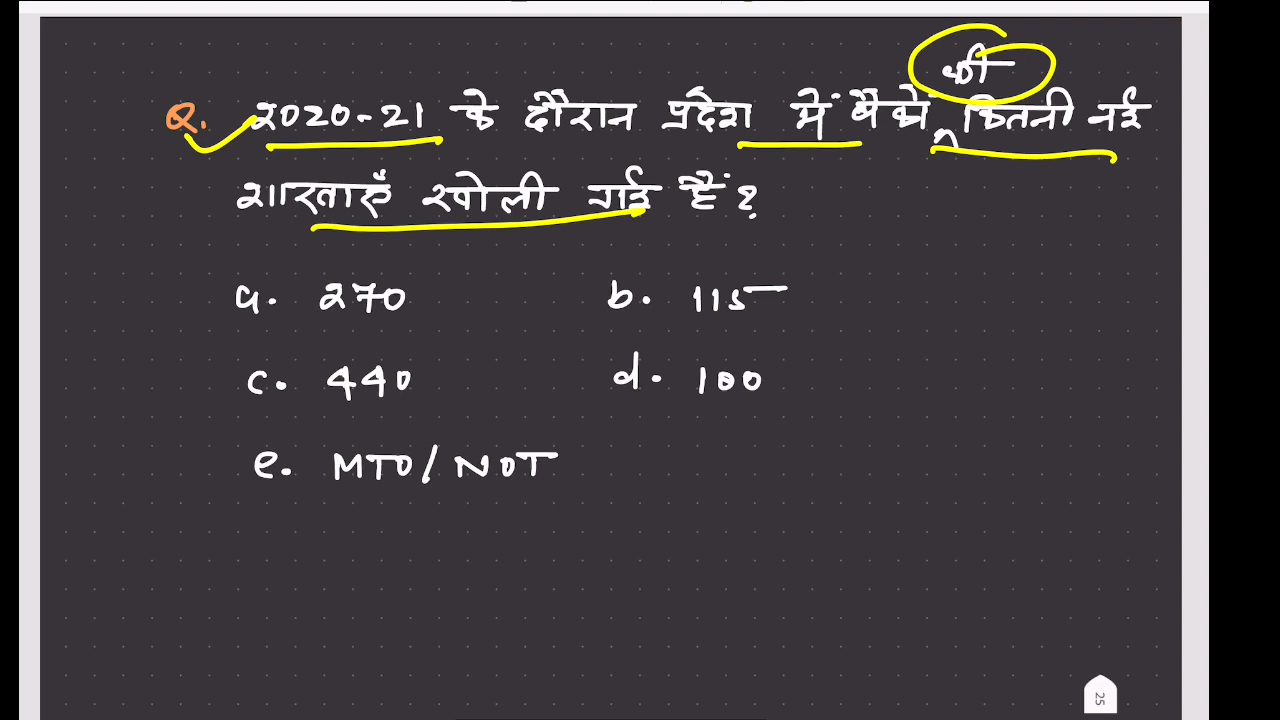 की
Q. 2020-21 के दौरान प्रदेश में बैंकों कितनी नई
शाखाएँ खोली गई हैं?
a. 270 b. 115
c. 440 d. 100
e. MTO/NOT
25